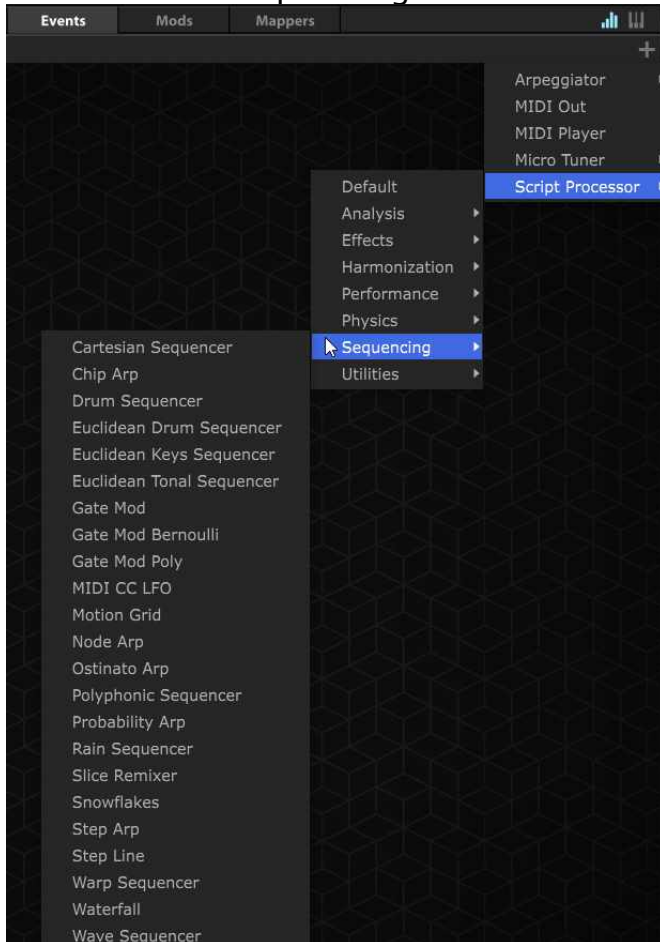 Events Mods Mappers
Arpeggiator
MIDI Out
MIDI Player
Micro Tuner
Script Processor
Default
Analysis
Effects
Harmonization
Performance
Physics
Sequencing
Utilities
Cartesian Sequencer
Chip Arp
Drum Sequencer
Euclidean Drum Sequencer
Euclidean Keys Sequencer
Euclidean Tonal Sequencer
Gate Mod
Gate Mod Bernoulli
Gate Mod Poly
MIDI CC LFO
Motion Grid
Node Arp
Ostinato Arp
Polyphonic Sequencer
Probability Arp
Rain Sequencer
Slice Remixer
Snowflakes
Step Arp
Step Line
Warp Sequencer
Waterfall
Wave Sequencer